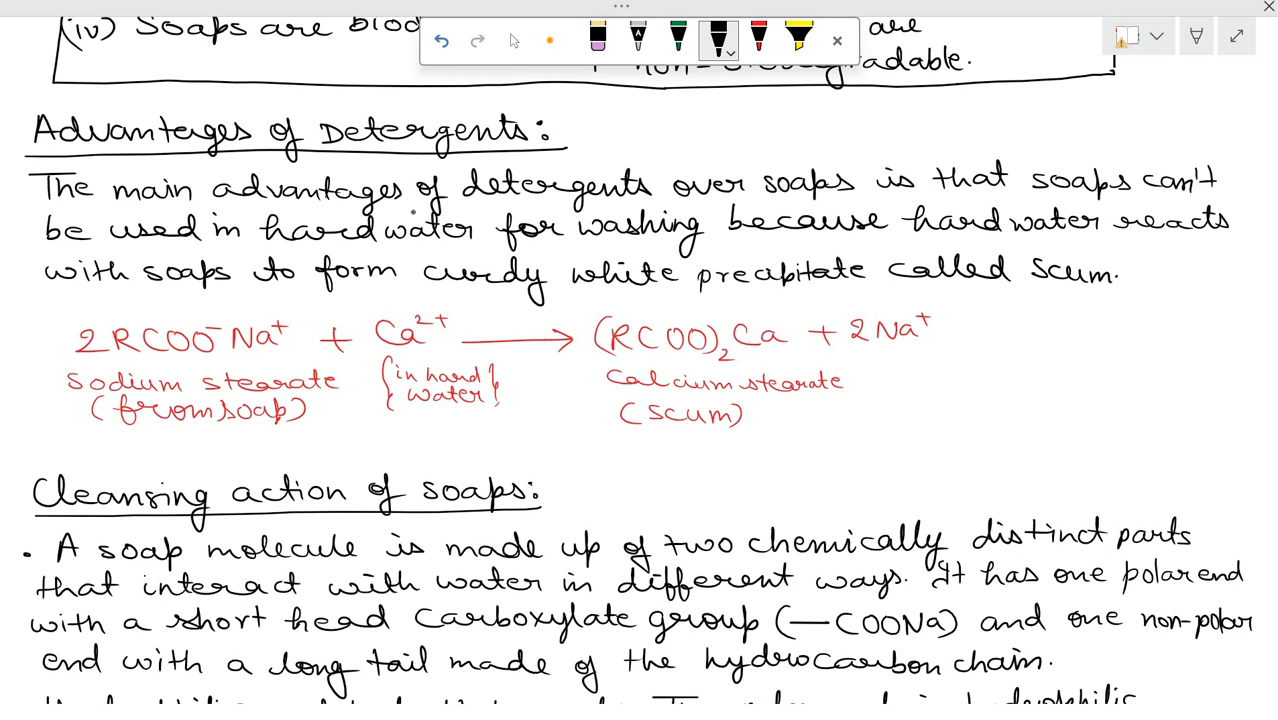 (iv) Soaps are biod
are
non-biodegradable.
Advantages of Detergents:
The main advantages of detergents over soaps is that soaps can't
be used in hard water for washing because hard water reacts
with soaps to form curdy white precipitate called scum.
2RCOO⁻Na⁺ + Ca²⁺ ⟶ (RCOO)₂Ca + 2Na⁺
Sodium stearate {in hard} Calcium stearate
(from soap) {water} (scum)
Cleansing action of soaps:
• A soap molecule is made up of two chemically distinct parts
that interact with water in different ways. It has one polar end
with a short head carboxylate group (—COONa) and one non-polar
end with a long tail made of the hydrocarbon chain.